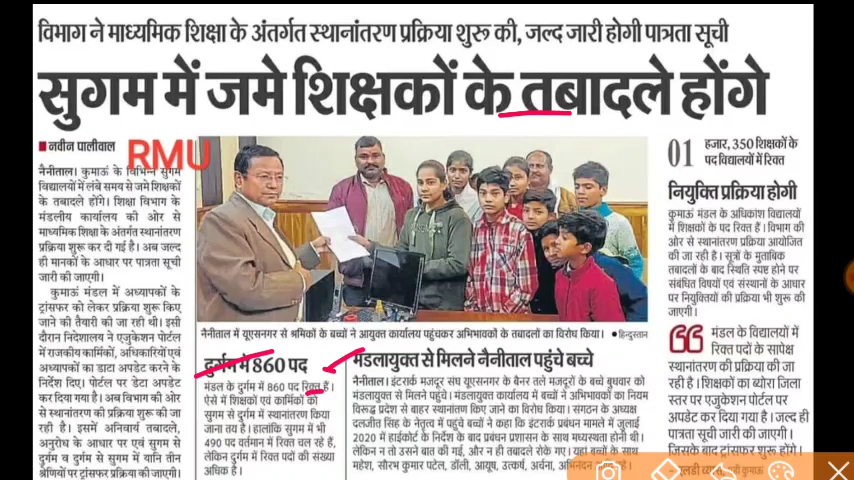 विभाग ने माध्यमिक शिक्षा के अंतर्गत स्थानांतरण प्रक्रिया शुरू की, जल्द जारी होगी पात्रता सूची
सुगम में जमे शिक्षकों के तबादले होंगे
■ नवीन पालीवाल
RMU
नैनीताल। कुमाऊं के विभिन्न सुगम
विद्यालयों में लंबे समय से जमे शिक्षकों
के तबादले होंगे। शिक्षा विभाग के
मंडलीय कार्यालय की ओर से
माध्यमिक शिक्षा के अंतर्गत स्थानांतरण
प्रक्रिया शुरू कर दी गई है। अब जल्द
ही मानकों के आधार पर पात्रता सूची
जारी की जाएगी।
कुमाऊं मंडल में अध्यापकों के
ट्रांसफर को लेकर प्रक्रिया शुरू किए
जाने की तैयारी की जा रही थी। इसी
दौरान निदेशालय ने एजुकेशन पोर्टल
में राजकीय कार्मिकों, अधिकारियों एवं
अध्यापकों का डाटा अपडेट करने के
निर्देश दिए। पोर्टल पर डेटा अपडेट
कर दिया गया है। अब विभाग की ओर
से स्थानांतरण की प्रक्रिया की जा रही
है। इसमें अनिवार्य तबादले,
अनुरोध के आधार पर एवं सुगम से
दुर्गम व दुर्गम से सुगम में यानि तीन
श्रेणियों पर ट्रांसफर किए जाएंगे।
नैनीताल में यूएसनगर से श्रमिकों के बच्चों ने आयुक्त कार्यालय पहुंचकर अभिभावकों के तबादलों का विरोध किया। ● हिन्दुस्तान
दुर्गम में 860 पद
मंडल के दुर्गम में 860 पद रिक्त हैं।
ऐसे में शिक्षकों एवं कार्मिकों को
सुगम से दुर्गम में स्थानांतरण किया
जाना तय है। हालांकि सुगम में भी
490 पद वर्तमान में रिक्त चल रहे हैं,
लेकिन दुर्गम में रिक्त पदों की संख्या
अधिक है।
मंडलायुक्त से मिलने नैनीताल पहुंचे बच्चे
नैनीताल। इंटरार्क मजदूर संघ यूएसनगर के बैनर तले मजदूरों के बच्चे बुधवार को
मंडलायुक्त से मिलने पहुंचे। मंडलायुक्त कार्यालय में बच्चों ने अभिभावकों का नियम
विरुद्ध प्रदेश से बाहर स्थानांतरण किए जाने का विरोध किया। संगठन के अध्यक्ष
दलजीत सिंह के नेतृत्व में पहुंचे बच्चों ने कहा कि इंटरार्क प्रबंधन मामले में जुलाई
2020 में हाईकोर्ट के निर्देश के बाद प्रबंधन प्रशासन के साथ मध्यस्थता होनी थी।
लेकिन न तो उसने बात की गई, और न ही तबादले रोके गए। यहां बच्चों के साथ
महेश, सौरभ कुमार पटेल, डॉली, आयुष, उत्कर्ष, अर्चना, अभिनंदन
01 हजार, 350 शिक्षकों के
पद विद्यालयों में रिक्त
नियुक्ति प्रक्रिया होगी
कुमाऊं मंडल के अधिकांश विद्यालयों
में शिक्षकों के पद रिक्त हैं। विभाग की
ओर से स्थानांतरण प्रक्रिया आयोजित
की जा रही है। सूत्रों के मुताबिक
तबादलों के बाद स्थिति स्पष्ट होने पर
संबंधित विषयों एवं संस्थानों के आधार
पर नियुक्तियों की प्रक्रिया भी शुरू की
जाएगी।
मंडल के विद्यालयों में
रिक्त पदों के सापेक्ष
स्थानांतरण की प्रक्रिया की जा
रही है। शिक्षकों का ब्योरा जिला
स्तर पर एजुकेशन पोर्टल पर
अपडेट कर दिया गया है। जल्द ही
पात्रता सूची जारी की जाएगी।
जिसके बाद ट्रांसफर शुरू होंगे।